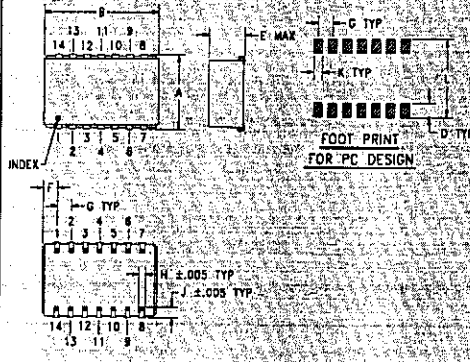 B
13 11 9
14 12 10 8
E MAX
A
INDEX
1 3 5
2 4 6
G TYP
K TYP
L
D TYP
FOOT PRINT
FOR PC DESIGN
F
G TYP
2 4 6
1 3 5 7
H ±.005 TYP
J ±.005 TYP
14 12 10 8
13 11 9